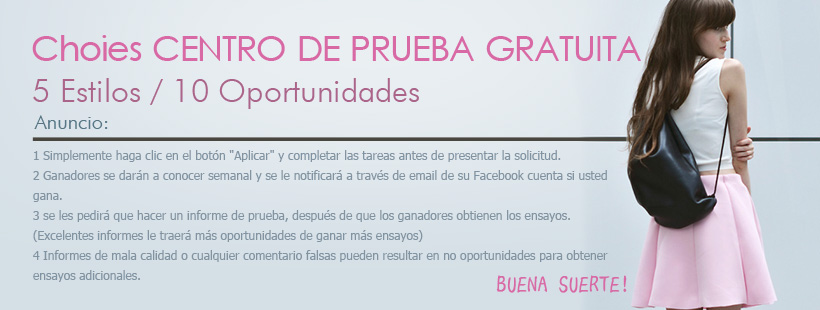 Choies CENTRO DE PRUEBA GRATUITA
5 Estilos / 10 Oportunidades
Anuncio:
1 Simplemente haga clic en el botón "Aplicar" y completar las tareas antes de presentar la solicitud.
2 Ganadores se darán a conocer semanal y se le notificará a través de email de su Facebook cuenta si usted
gana.
3 se les pedirá que hacer un informe de prueba, después de que los ganadores obtienen los ensayos.
(Excelentes informes le traerá más oportunidades de ganar más ensayos)
4 Informes de mala calidad o cualquier comentario falsas pueden resultar en no oportunidades para obtener
ensayos adicionales.
BUENA SUERTE!